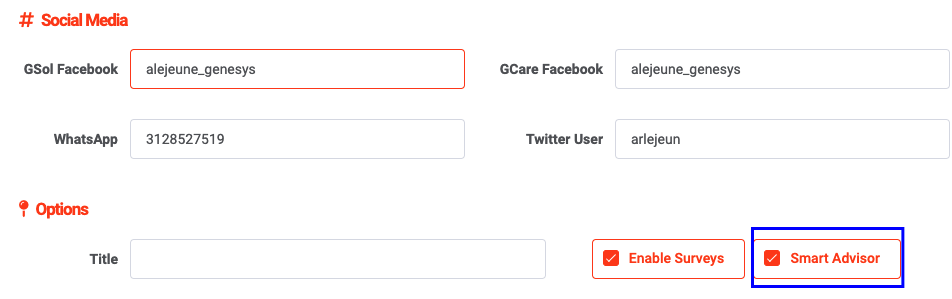 # Social Media
GSol Facebook alejeune_genesys GCare Facebook alejeune_genesys
WhatsApp 3128527519 Twitter User arlejeun
Options
Title Enable Surveys Smart Advisor